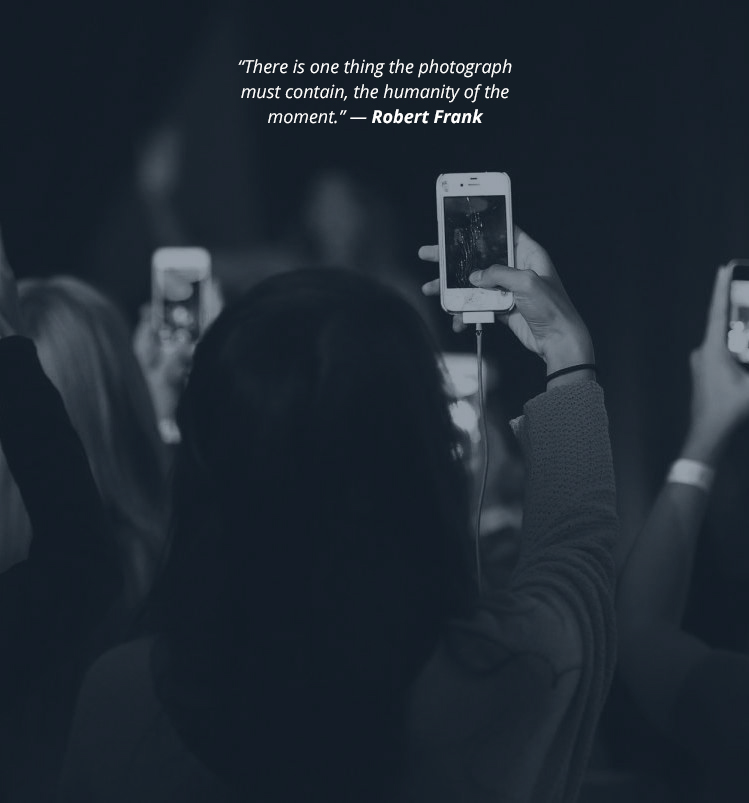 “There is one thing the photograph
must contain, the humanity of the
moment.” — Robert Frank